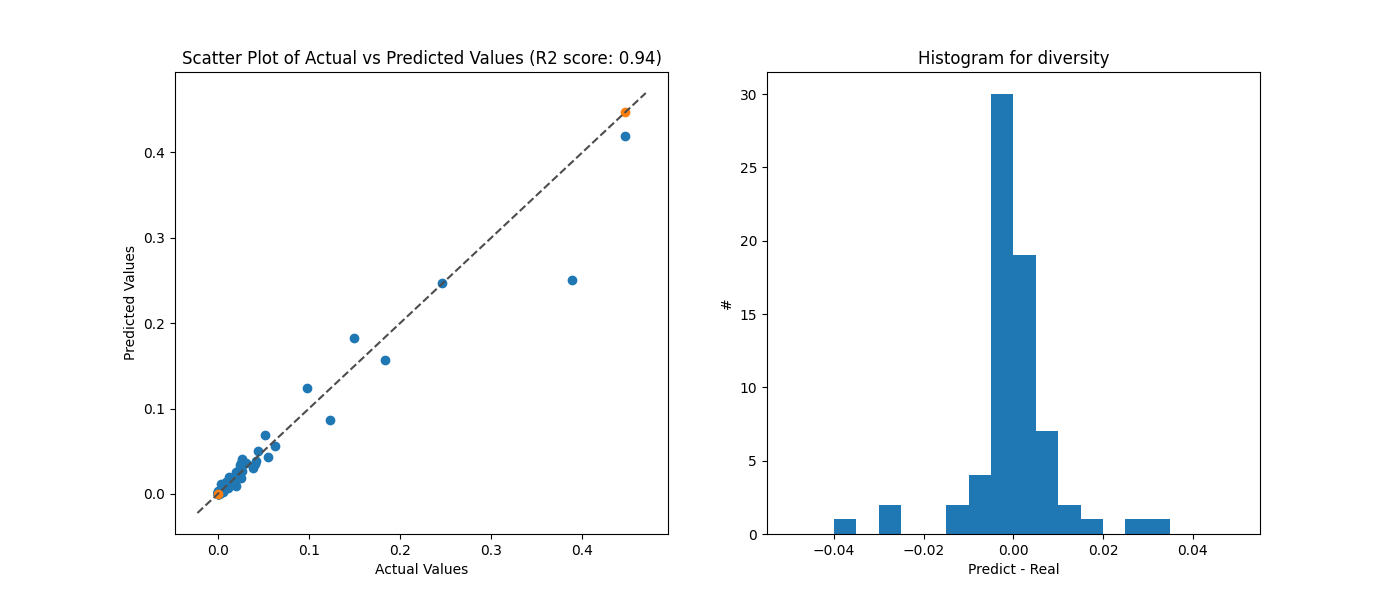 Scatter Plot of Actual vs Predicted Values (R2 score: 0.94)
Predicted Values
0.4
0.3
0.2
0.1
0.0
0.0 0.1 0.2 0.3 0.4
Actual Values
Histogram for diversity
#
30
25
20
15
10
5
0
−0.04 −0.02 0.00 0.02 0.04
Predict - Real